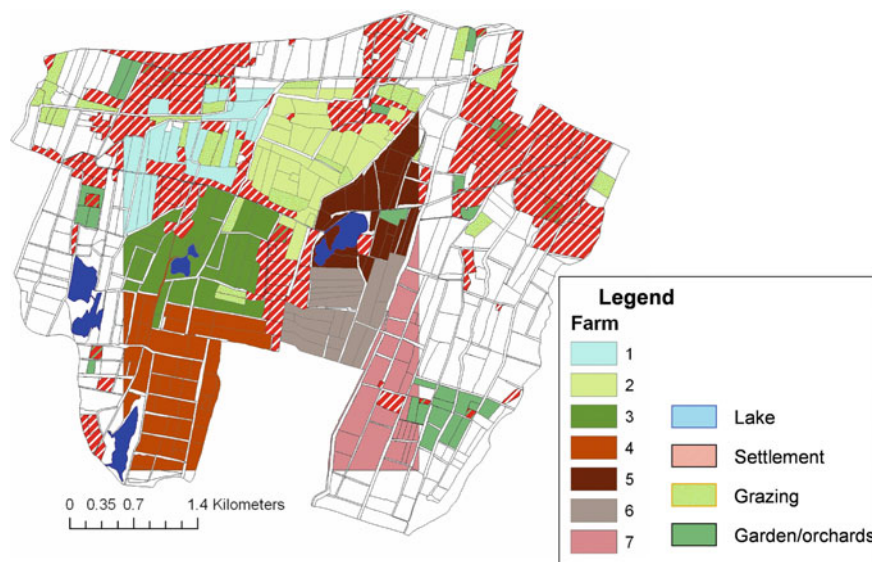 Legend
Farm
1
2
3
4
5
6
7
Lake
Settlement
Grazing
Garden/orchards
0 0.35 0.7 1.4 Kilometers